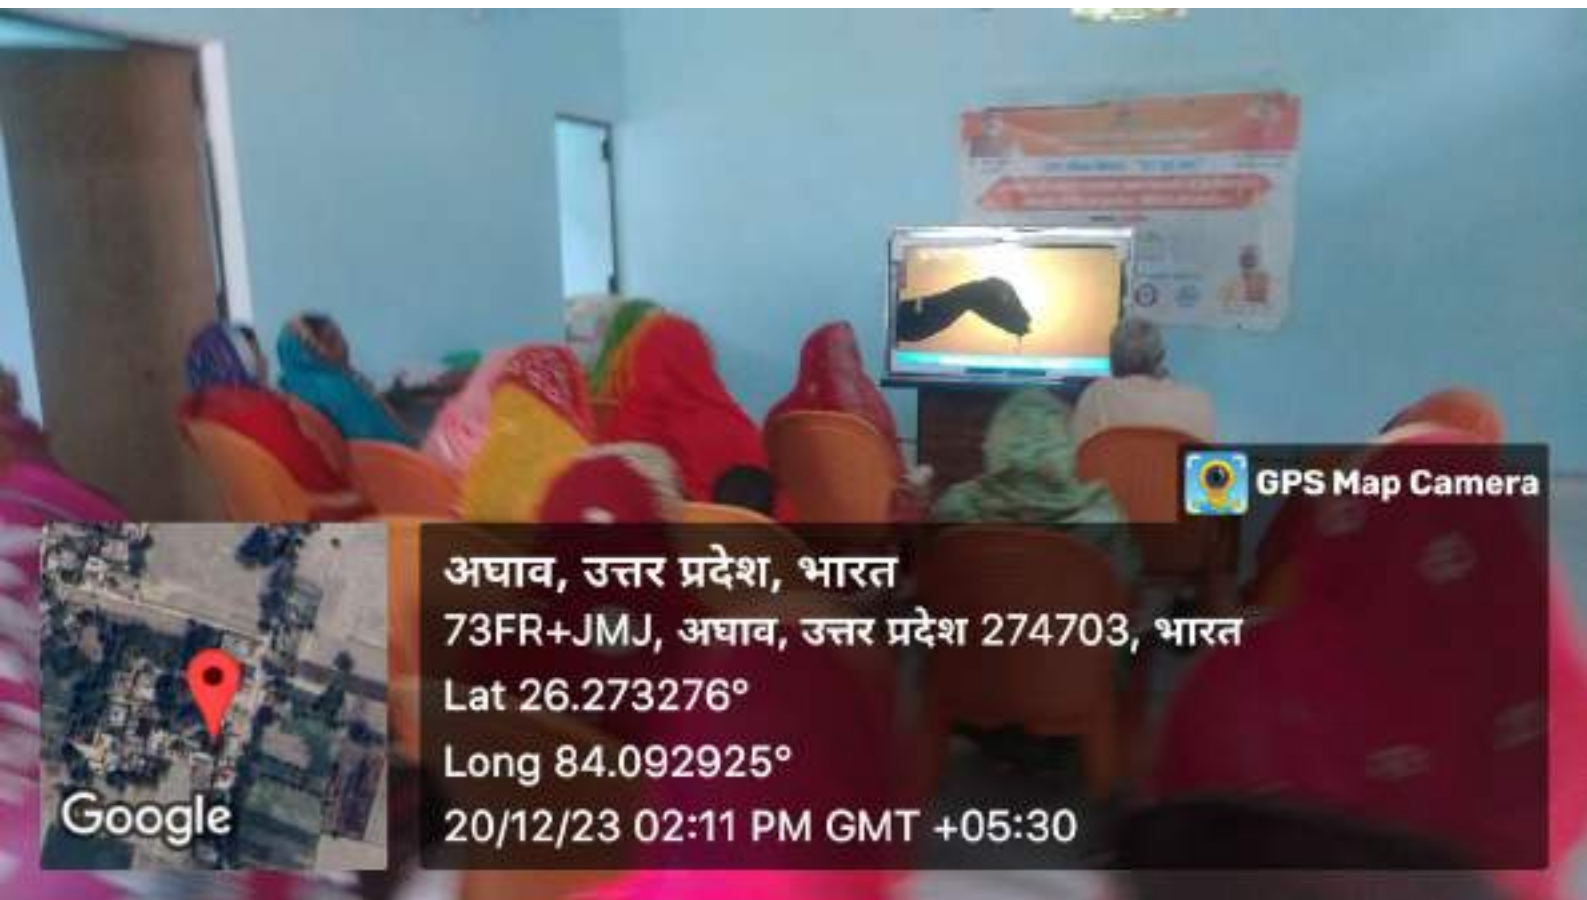 GPS Map Camera
अघाव, उत्तर प्रदेश, भारत
73FR+JMJ, अघाव, उत्तर प्रदेश 274703, भारत
Lat 26.273276°
Long 84.092925°
20/12/23 02:11 PM GMT +05:30
Google